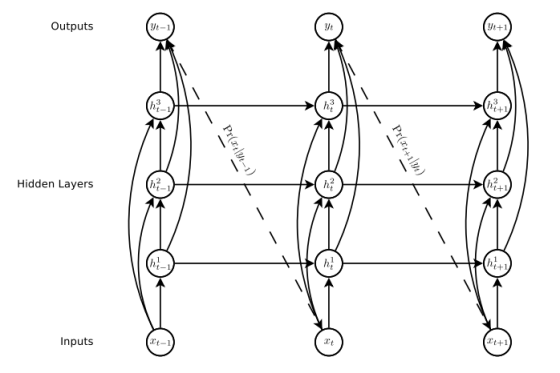 Outputs
y_{t-1} y_t y_{t+1}
h^3_{t-1} h^3_t h^3_{t+1}
Pr(x_t|y_{t-1}) Pr(x_{t+1}|y_t)
Hidden Layers
h^2_{t-1} h^2_t h^2_{t+1}
h^1_{t-1} h^1_t h^1_{t+1}
Inputs
x_{t-1} x_t x_{t+1}